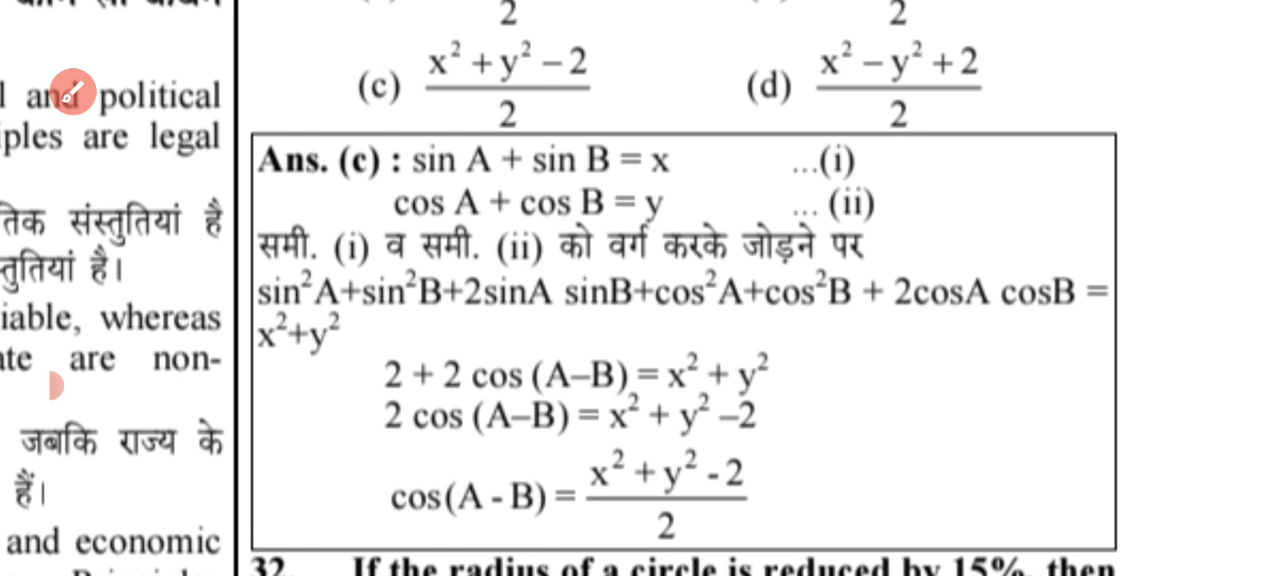 2
2
(c) x² + y² – 2 / 2
(d) x² – y² + 2 / 2
l and political
iples are legal
तिक संस्तुतियां है
तुतियां है।
iable, whereas
ate are non-
जबकि राज्य के
हैं।
and economic
Ans. (c) : sin A + sin B = x ...(i)
cos A + cos B = y ... (ii)
समी. (i) व समी. (ii) को वर्ग करके जोड़ने पर
sin²A+sin²B+2sinA sinB+cos²A+cos²B + 2cosA cosB =
x²+y²
2 + 2 cos (A–B) = x² + y²
2 cos (A–B) = x² + y² –2
cos(A - B) = x² + y² - 2 / 2
32. If the radius of a circle is reduced by 15%, then